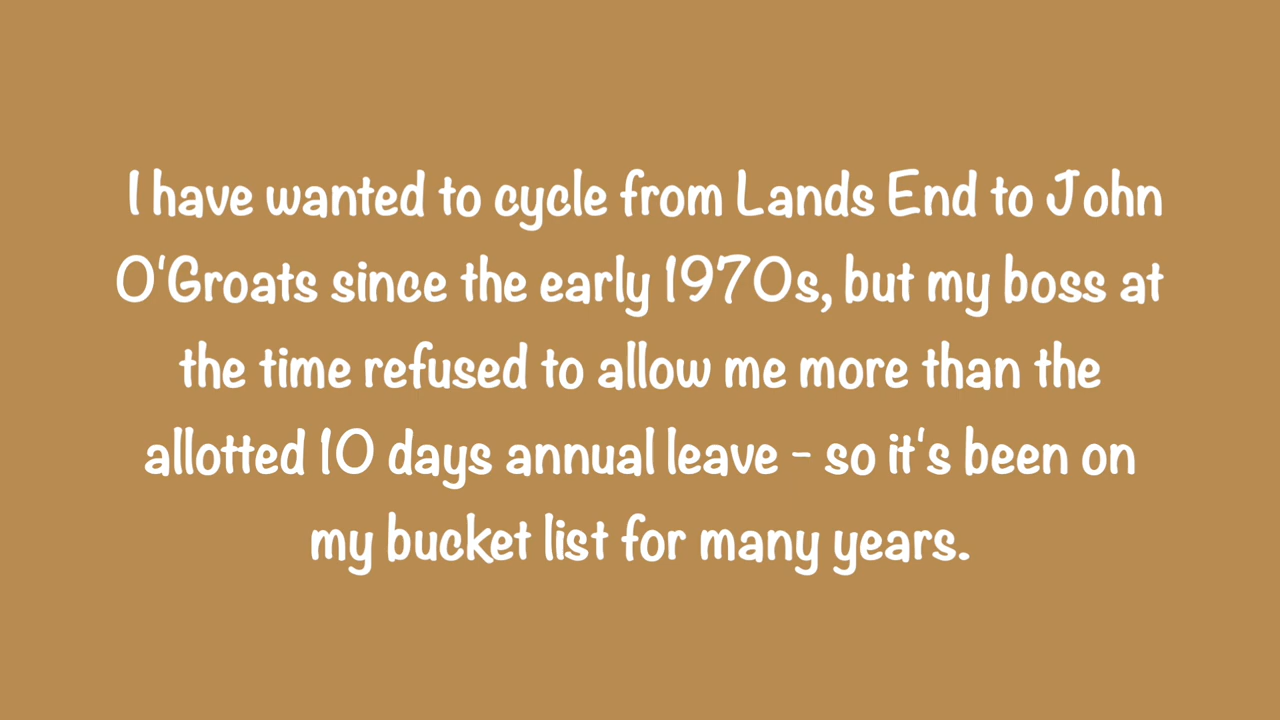 I have wanted to cycle from Lands End to John
O'Groats since the early 1970s, but my boss at
the time refused to allow me more than the
allotted 10 days annual leave - so it's been on
my bucket list for many years.